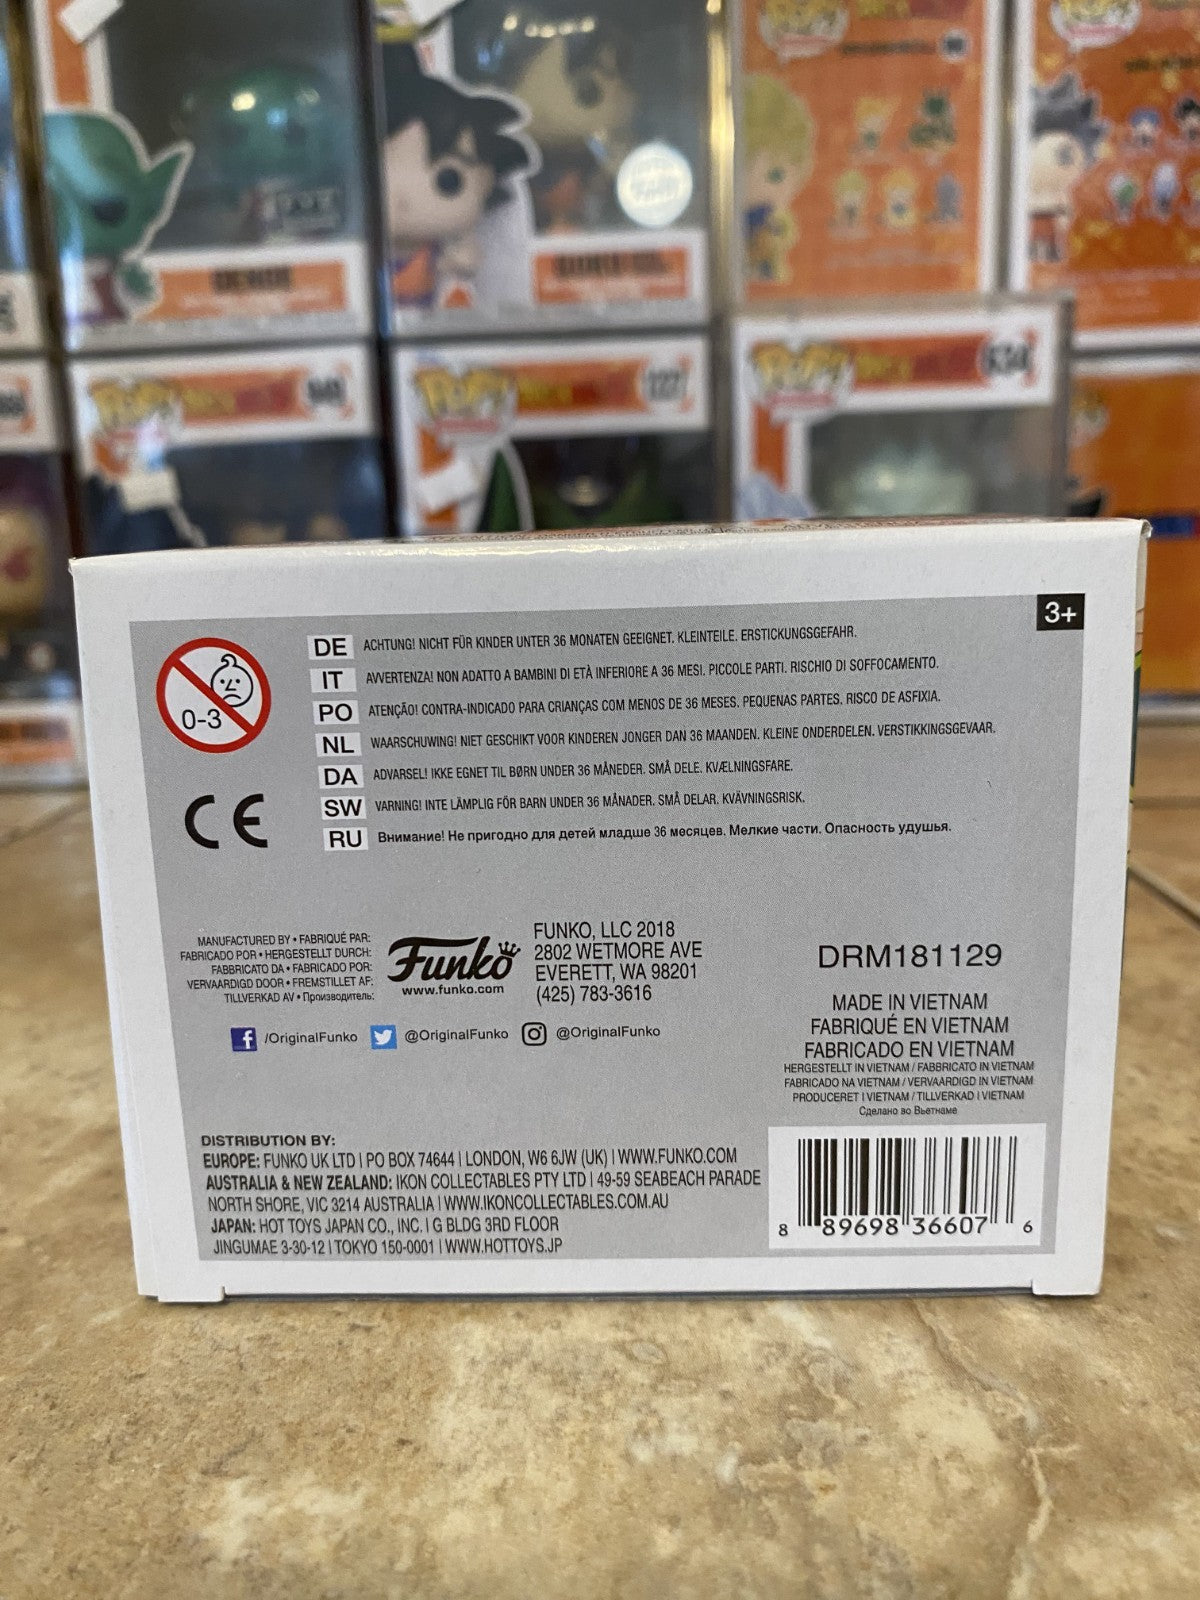 DENDE
POP!
949
POP!
POP!
634
3+
0-3
DE ACHTUNG! NICHT FÜR KINDER UNTER 36 MONATEN GEEIGNET. KLEINTEILE. ERSTICKUNGSGEFAHR.
IT AVVERTENZA! NON ADATTO A BAMBINI DI ETÀ INFERIORE A 36 MESI. PICCOLE PARTI. RISCHIO DI SOFFOCAMENTO.
PO ATENÇÃO! CONTRA-INDICADO PARA CRIANÇAS COM MENOS DE 36 MESES. PEQUENAS PARTES. RISCO DE ASFIXIA.
NL WAARSCHUWING! NIET GESCHIKT VOOR KINDEREN JONGER DAN 36 MAANDEN. KLEINE ONDERDELEN. VERSTIKKINGSGEVAAR.
DA ADVARSEL! IKKE EGNET TIL BØRN UNDER 36 MÅNEDER. SMÅ DELE. KVÆLNINGSFARE.
SW VARNING! INTE LÄMPLIG FÖR BARN UNDER 36 MÅNADER. SMÅ DELAR. KVÄVNINGSRISK.
RU Внимание! Не пригодно для детей младше 36 месяцев. Мелкие части. Опасность удушья.
CE
MANUFACTURED BY • FABRIQUÉ PAR:
FABRICADO POR • HERGESTELLT DURCH:
FABBRICATO DA • FABRICADO POR:
VERVAARDIGD DOOR • FREMSTILLET AF:
TILLVERKAD AV • Производитель:
Funko
www.funko.com
FUNKO, LLC 2018
2802 WETMORE AVE
EVERETT, WA 98201
(425) 783-3616
/OriginalFunko @OriginalFunko @OriginalFunko
DRM181129
MADE IN VIETNAM
FABRIQUÉ EN VIETNAM
FABRICADO EN VIETNAM
HERGESTELLT IN VIETNAM / FABBRICATO IN VIETNAM
FABRICADO NA VIETNAM / VERVAARDIGD IN VIETNAM
PRODUCERET I VIETNAM / TILLVERKAD I VIETNAM
Сделано во Вьетнаме
DISTRIBUTION BY:
EUROPE: FUNKO UK LTD | PO BOX 74644 | LONDON, W6 6JW (UK) | WWW.FUNKO.COM
AUSTRALIA & NEW ZEALAND: IKON COLLECTABLES PTY LTD | 49-59 SEABEACH PARADE
NORTH SHORE, VIC 3214 AUSTRALIA | WWW.IKONCOLLECTABLES.COM.AU
JAPAN: HOT TOYS JAPAN CO., INC. | G BLDG 3RD FLOOR
JINGUMAE 3-30-12 | TOKYO 150-0001 | WWW.HOTTOYS.JP
8 89698 36607 6